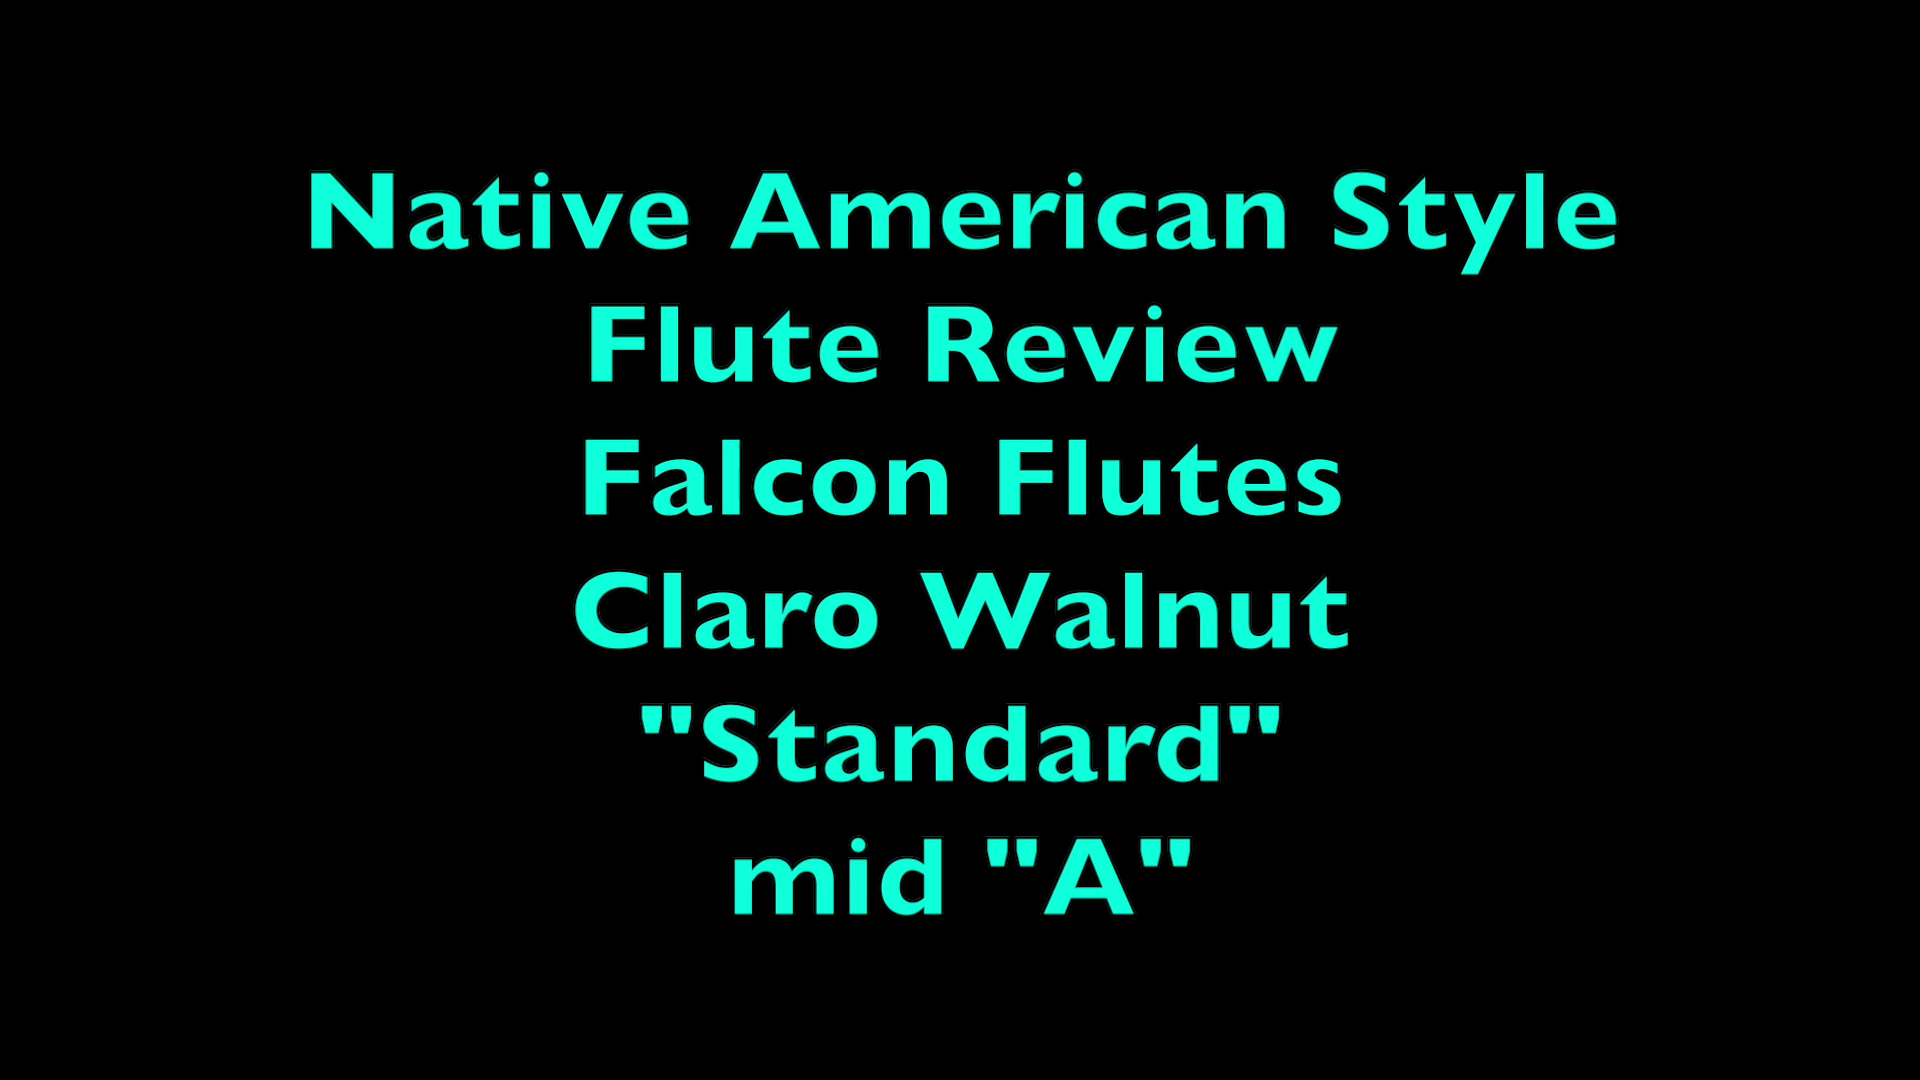 Native American Style
Flute Review
Falcon Flutes
Claro Walnut
"Standard"
mid "A"